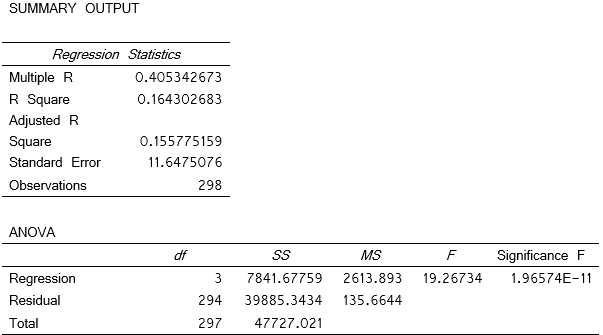 SUMMARY OUTPUT
Regression Statistics
Multiple R 0.405342673
R Square 0.164302683
Adjusted R
Square 0.155775159
Standard Error 11.6475076
Observations 298
ANOVA
df SS MS F Significance F
Regression 3 7841.67759 2613.893 19.26734 1.96574E-11
Residual 294 39885.3434 135.6644
Total 297 47727.021